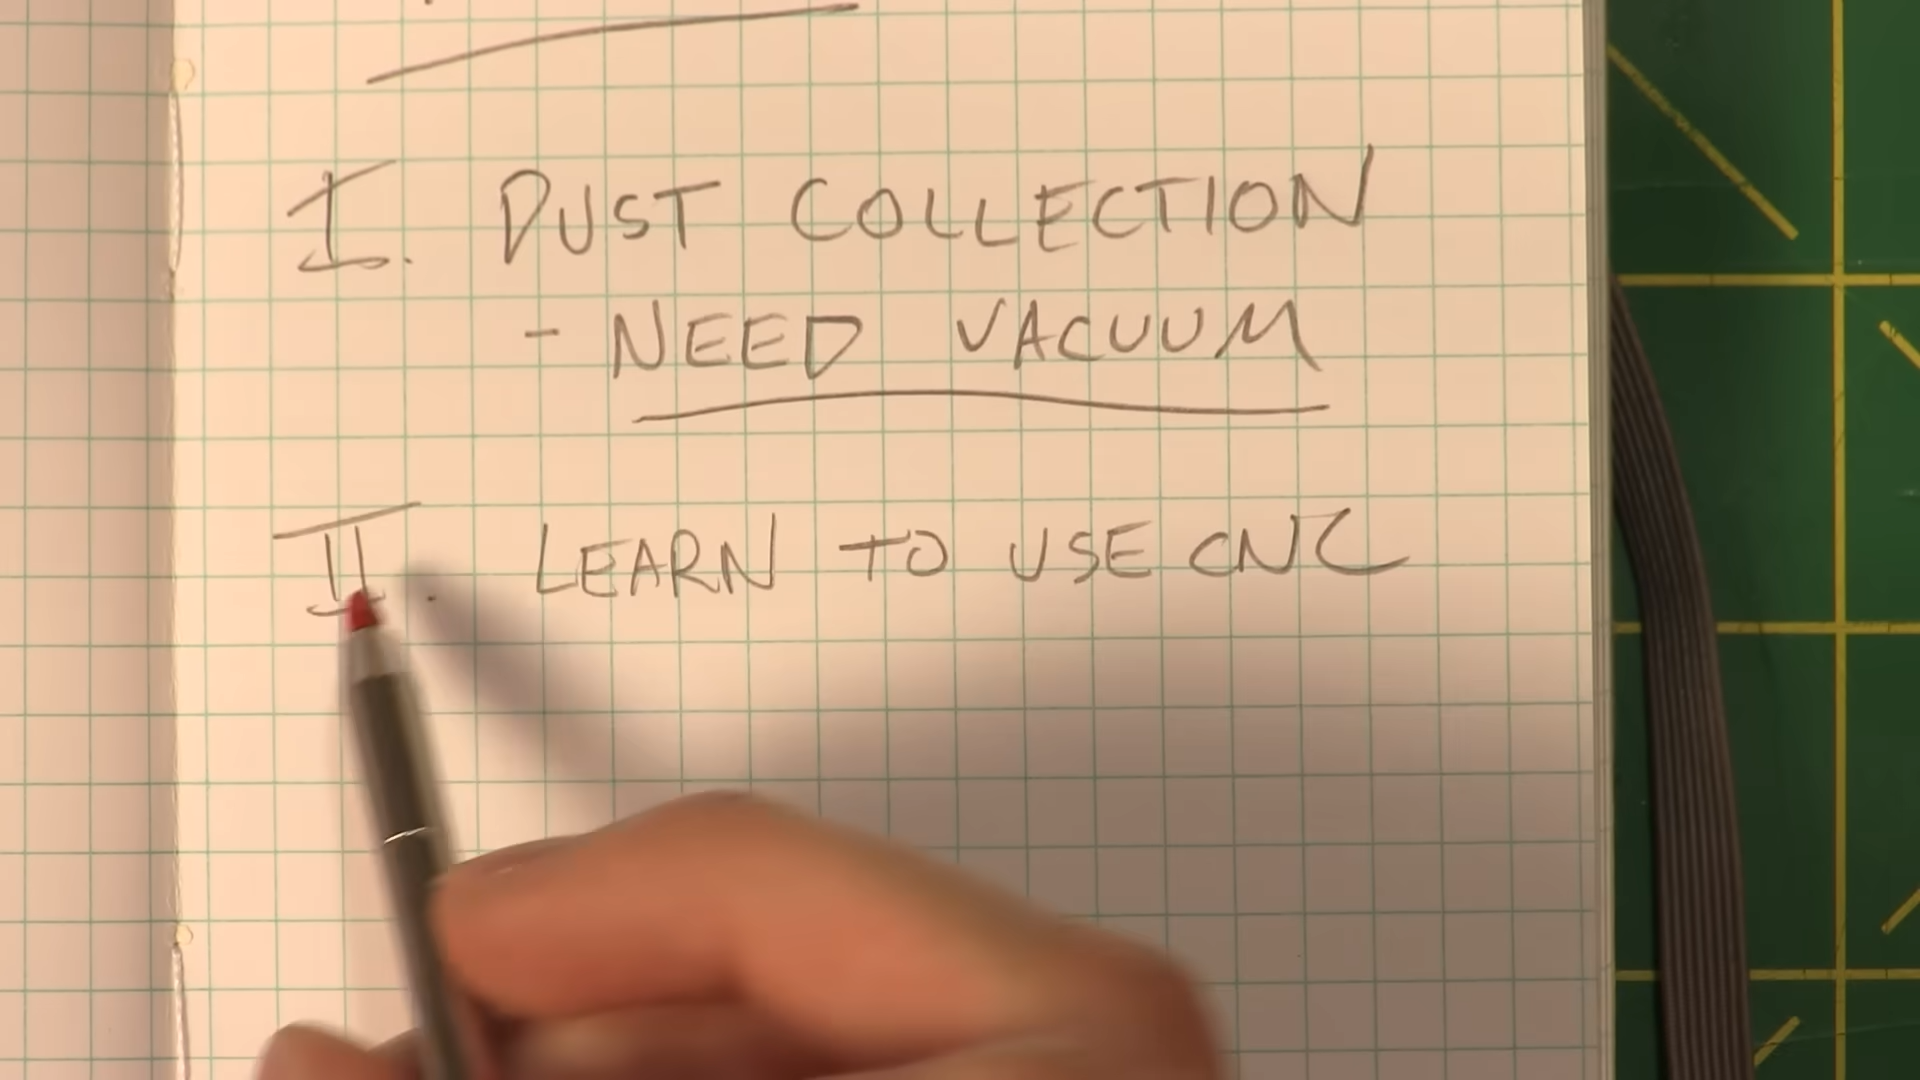 I. DUST COLLECTION
- NEED VACUUM
II. LEARN TO USE CNC